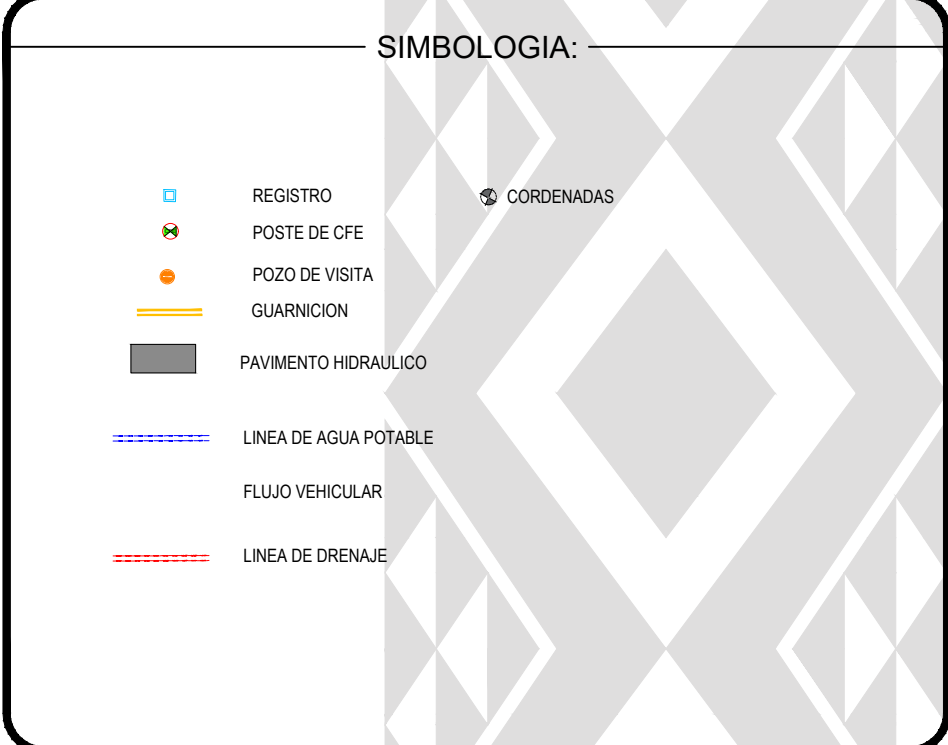 SIMBOLOGIA:
REGISTRO
CORDENADAS
POSTE DE CFE
POZO DE VISITA
GUARNICION
PAVIMENTO HIDRAULICO
LINEA DE AGUA POTABLE
FLUJO VEHICULAR
LINEA DE DRENAJE